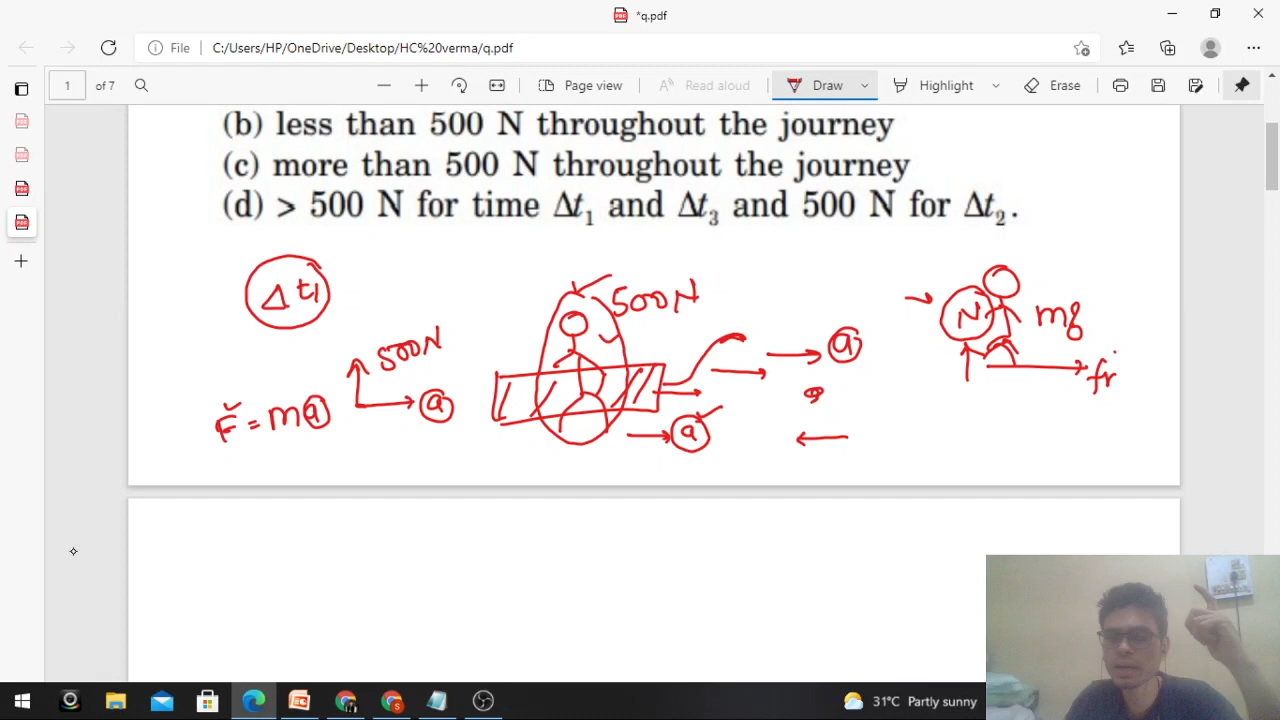 *q.pdf
File C:/Users/HP/OneDrive/Desktop/HC%20verma/q.pdf
1 of 7 Page view Read aloud Draw Highlight Erase
(b) less than 500 N throughout the journey
(c) more than 500 N throughout the journey
(d) > 500 N for time Δt₁ and Δt₃ and 500 N for Δt₂.
Δt₁
500N
N
mg
500N
a
fr
F = ma
a
a
31°C Partly sunny